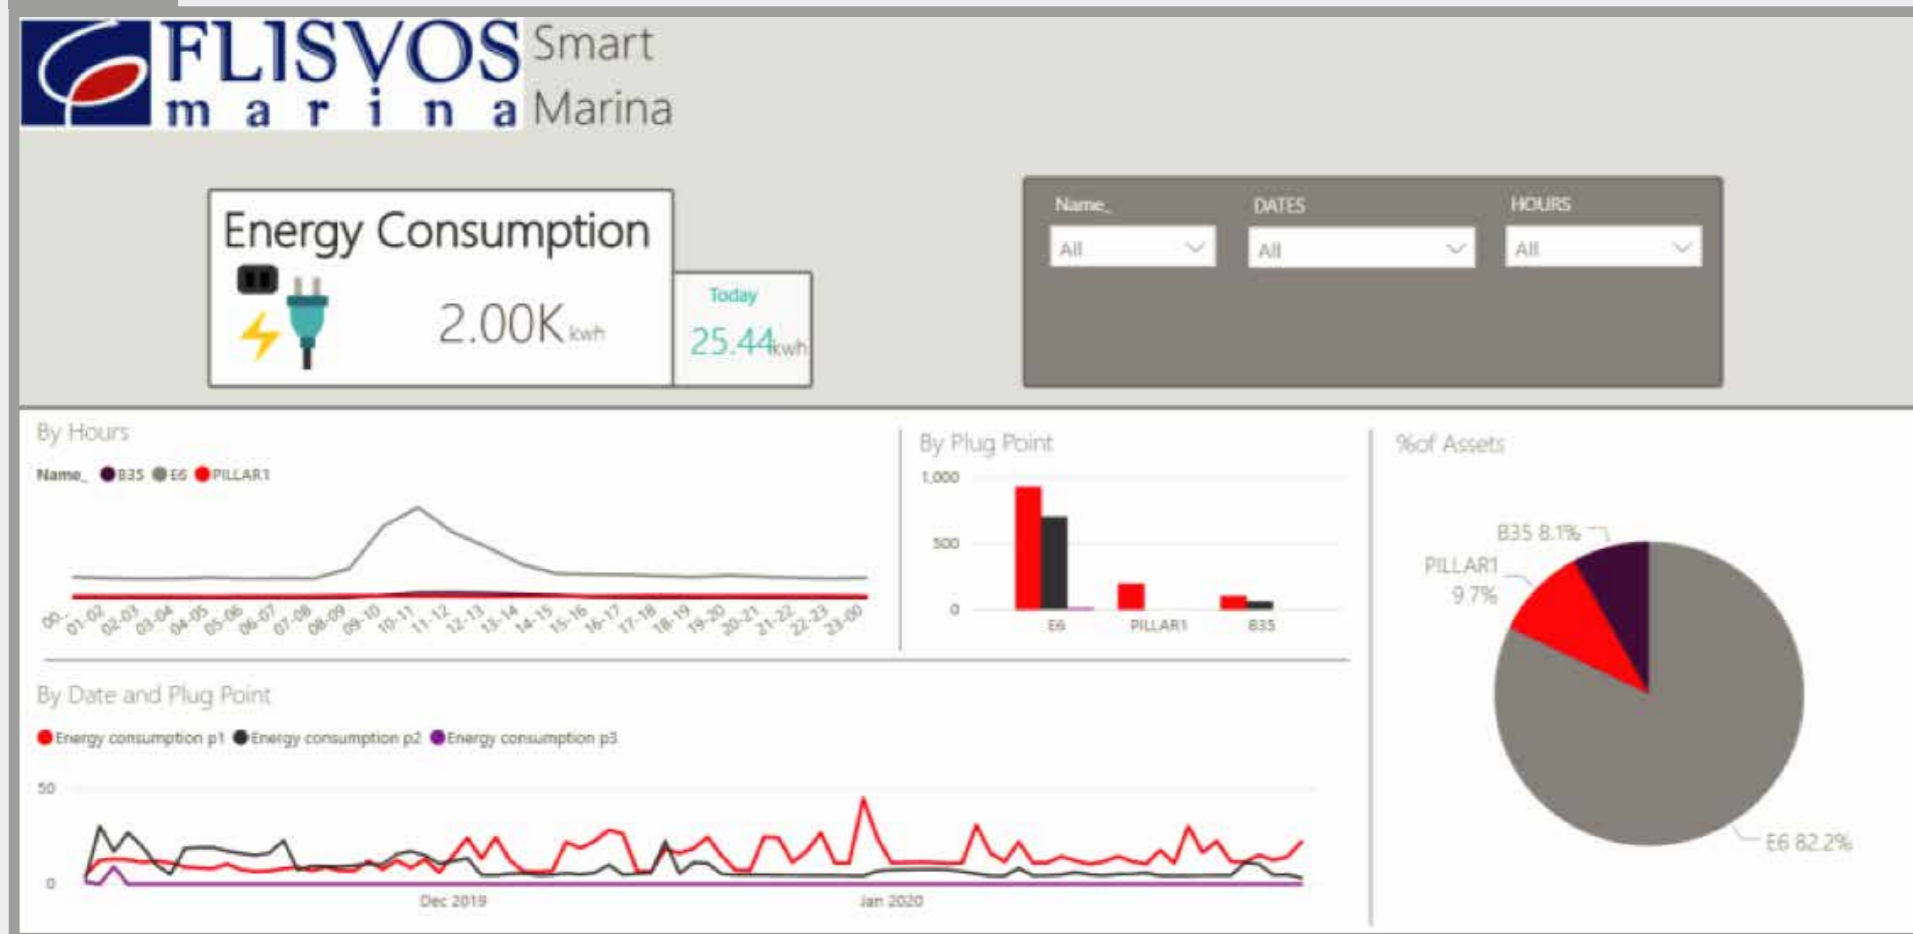 FLISVOS
marina
Smart
Marina
Energy Consumption
2.00K kwh
Today
25.44 kwh
Name_ DATES HOURS
All All All
By Hours
Name_ B35 E6 PILLAR1
00-.. 01-02 02-03 03-04 04-05 05-06 06-07 07-08 08-09 09-10 10-11 11-12 12-13 13-14 14-15 15-16 16-17 17-18 18-19 19-20 20-21 21-22 22-23 23-00
By Plug Point
1,000
500
0
E6 PILLAR1 B35
%of Assets
B35 8.1%
PILLAR1
9.7%
E6 82.2%
By Date and Plug Point
Energy consumption p1 Energy consumption p2 Energy consumption p3
50
0
Dec 2019 Jan 2020